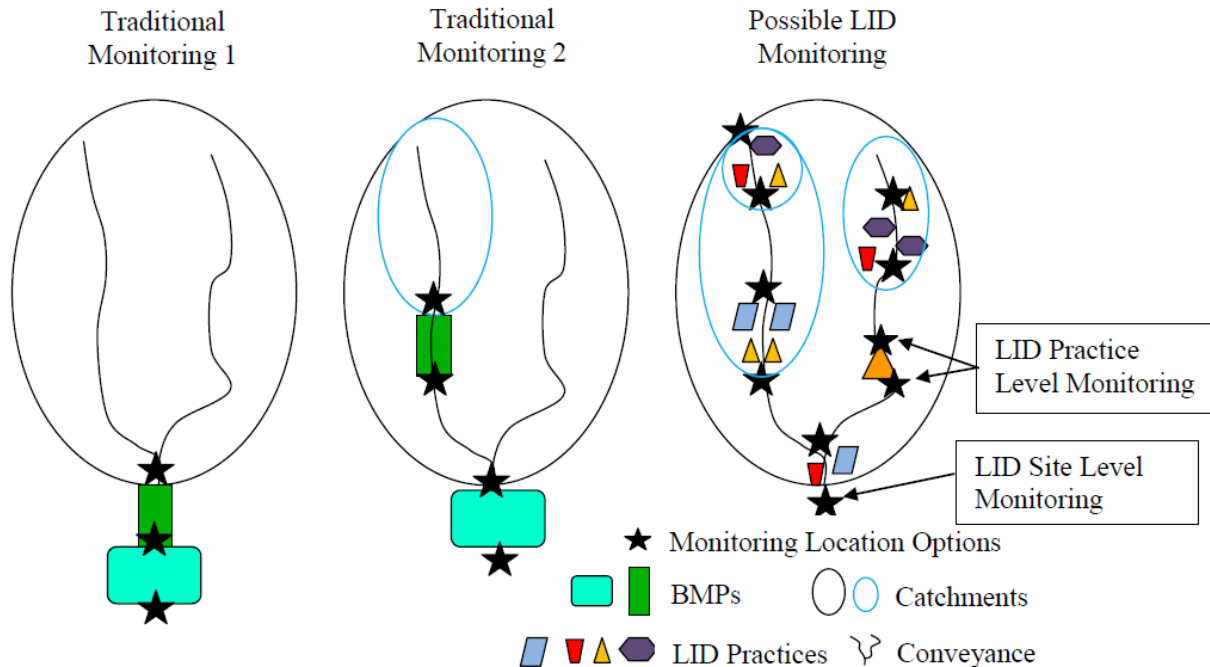 Traditional
Monitoring 1
Traditional
Monitoring 2
Possible LID
Monitoring
LID Practice
Level Monitoring
LID Site Level
Monitoring
Monitoring Location Options
BMPs
Catchments
LID Practices
Conveyance